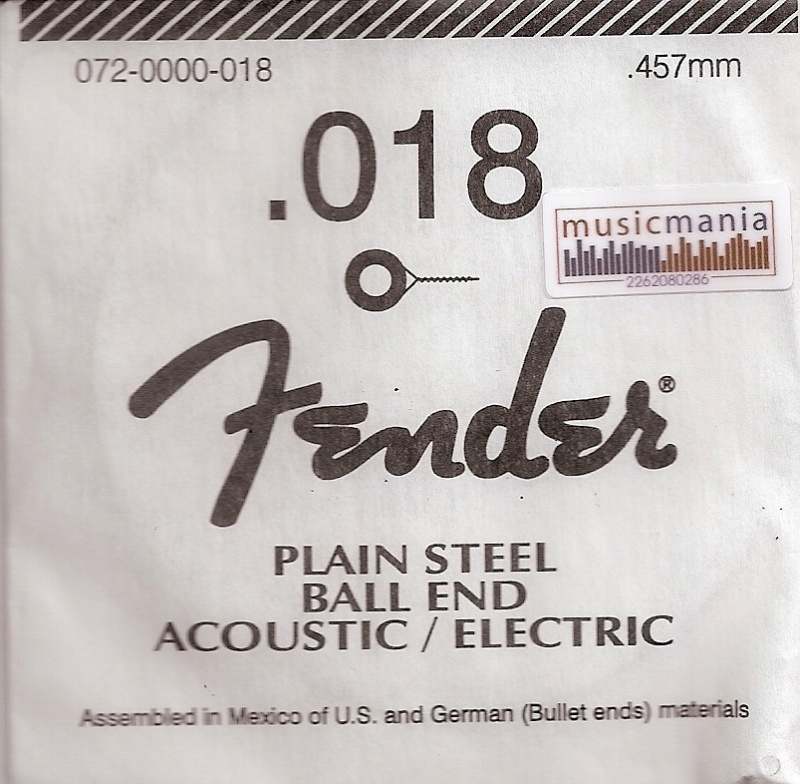 072-0000-018 .457mm
.018
musicmania
2262080286
Fender®
PLAIN STEEL
BALL END
ACOUSTIC / ELECTRIC
Assembled in Mexico of U.S. and German (Bullet ends) materials